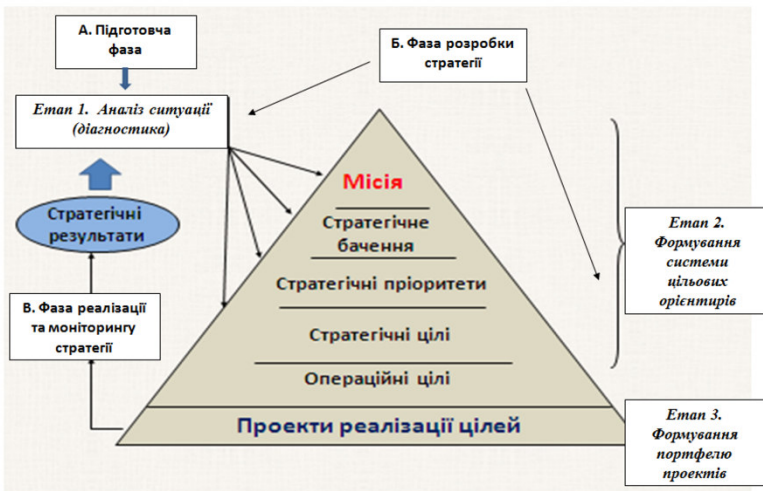 А. Підготовча
фаза
Б. Фаза розробки
стратегії
Етап 1. Аналіз ситуації
(діагностика)
Місія
Стратегічні
результати
Стратегічне
бачення
Етап 2.
Формування
системи
цільових
орієнтирів
Стратегічні пріоритети
В. Фаза реалізації
та моніторингу
стратегії
Стратегічні цілі
Операційні цілі
Проекти реалізації цілей
Етап 3.
Формування
портфелю
проектів